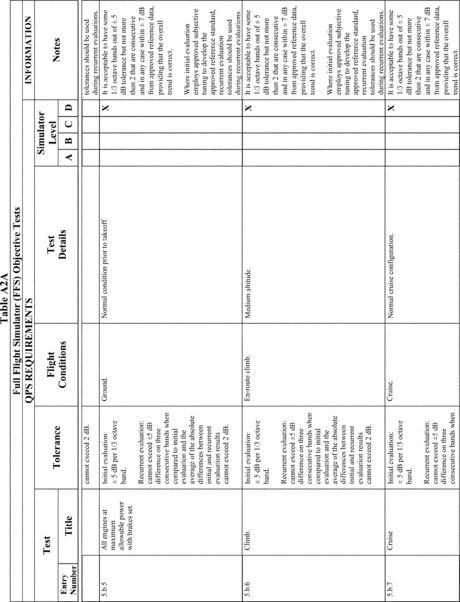 Table A2A
Full Flight Simulator (FFS) Objective Tests
QPS REQUIREMENTS
INFORMATION
Test
Tolerance
Flight
Conditions
Test
Details
Simulator
Level
Notes
Entry
Number
Title
A B C D
cannot exceed 2 dB.
tolerances should be used
during recurrent evaluations.
5.b.5
All engines at
maximum
allowable power
with brakes set.
Initial evaluation:
± 5 dB per 1/3 octave
band.
Recurrent evaluation:
cannot exceed ±5 dB
difference on three
consecutive bands when
compared to initial
evaluation and the
average of the absolute
differences between
initial and recurrent
evaluation results
cannot exceed 2 dB.
Ground.
Normal condition prior to takeoff.
X
It is acceptable to have some
1/3 octave bands out of ± 5
dB tolerance but not more
than 2 that are consecutive
and in any case within ± 7 dB
from approved reference data,
providing that the overall
trend is correct.
Where initial evaluation
employs approved subjective
tuning to develop the
approved reference standard,
recurrent evaluation
tolerances should be used
during recurrent evaluations.
5.b.6
Climb.
Initial evaluation:
± 5 dB per 1/3 octave
band.
Recurrent evaluation:
cannot exceed ±5 dB
difference on three
consecutive bands when
compared to initial
evaluation and the
average of the absolute
differences between
initial and recurrent
evaluation results
cannot exceed 2 dB.
En-route climb.
Medium altitude.
X
It is acceptable to have some
1/3 octave bands out of ± 5
dB tolerance but not more
than 2 that are consecutive
and in any case within ± 7 dB
from approved reference data,
providing that the overall
trend is correct.
Where initial evaluation
employs approved subjective
tuning to develop the
approved reference standard,
recurrent evaluation
tolerances should be used
during recurrent evaluations.
5.b.7
Cruise
Initial evaluation:
± 5 dB per 1/3 octave
band.
Recurrent evaluation:
cannot exceed ±5 dB
difference on three
consecutive bands when
Cruise.
Normal cruise configuration.
X
It is acceptable to have some
1/3 octave bands out of ± 5
dB tolerance but not more
than 2 that are consecutive
and in any case within ± 7 dB
from approved reference data,
providing that the overall
trend is correct.